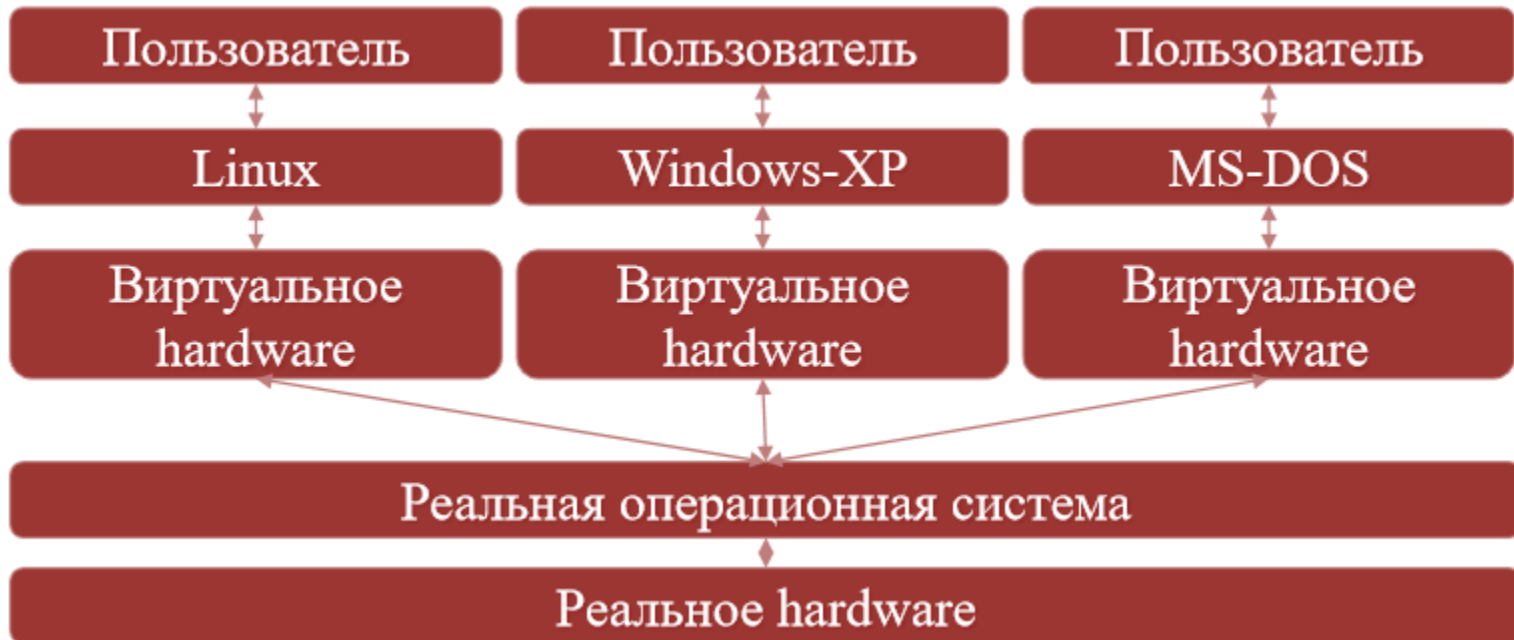 Пользователь
Пользователь
Пользователь
Linux
Windows-XP
MS-DOS
Виртуальное
hardware
Виртуальное
hardware
Виртуальное
hardware
Реальная операционная система
Реальное hardware